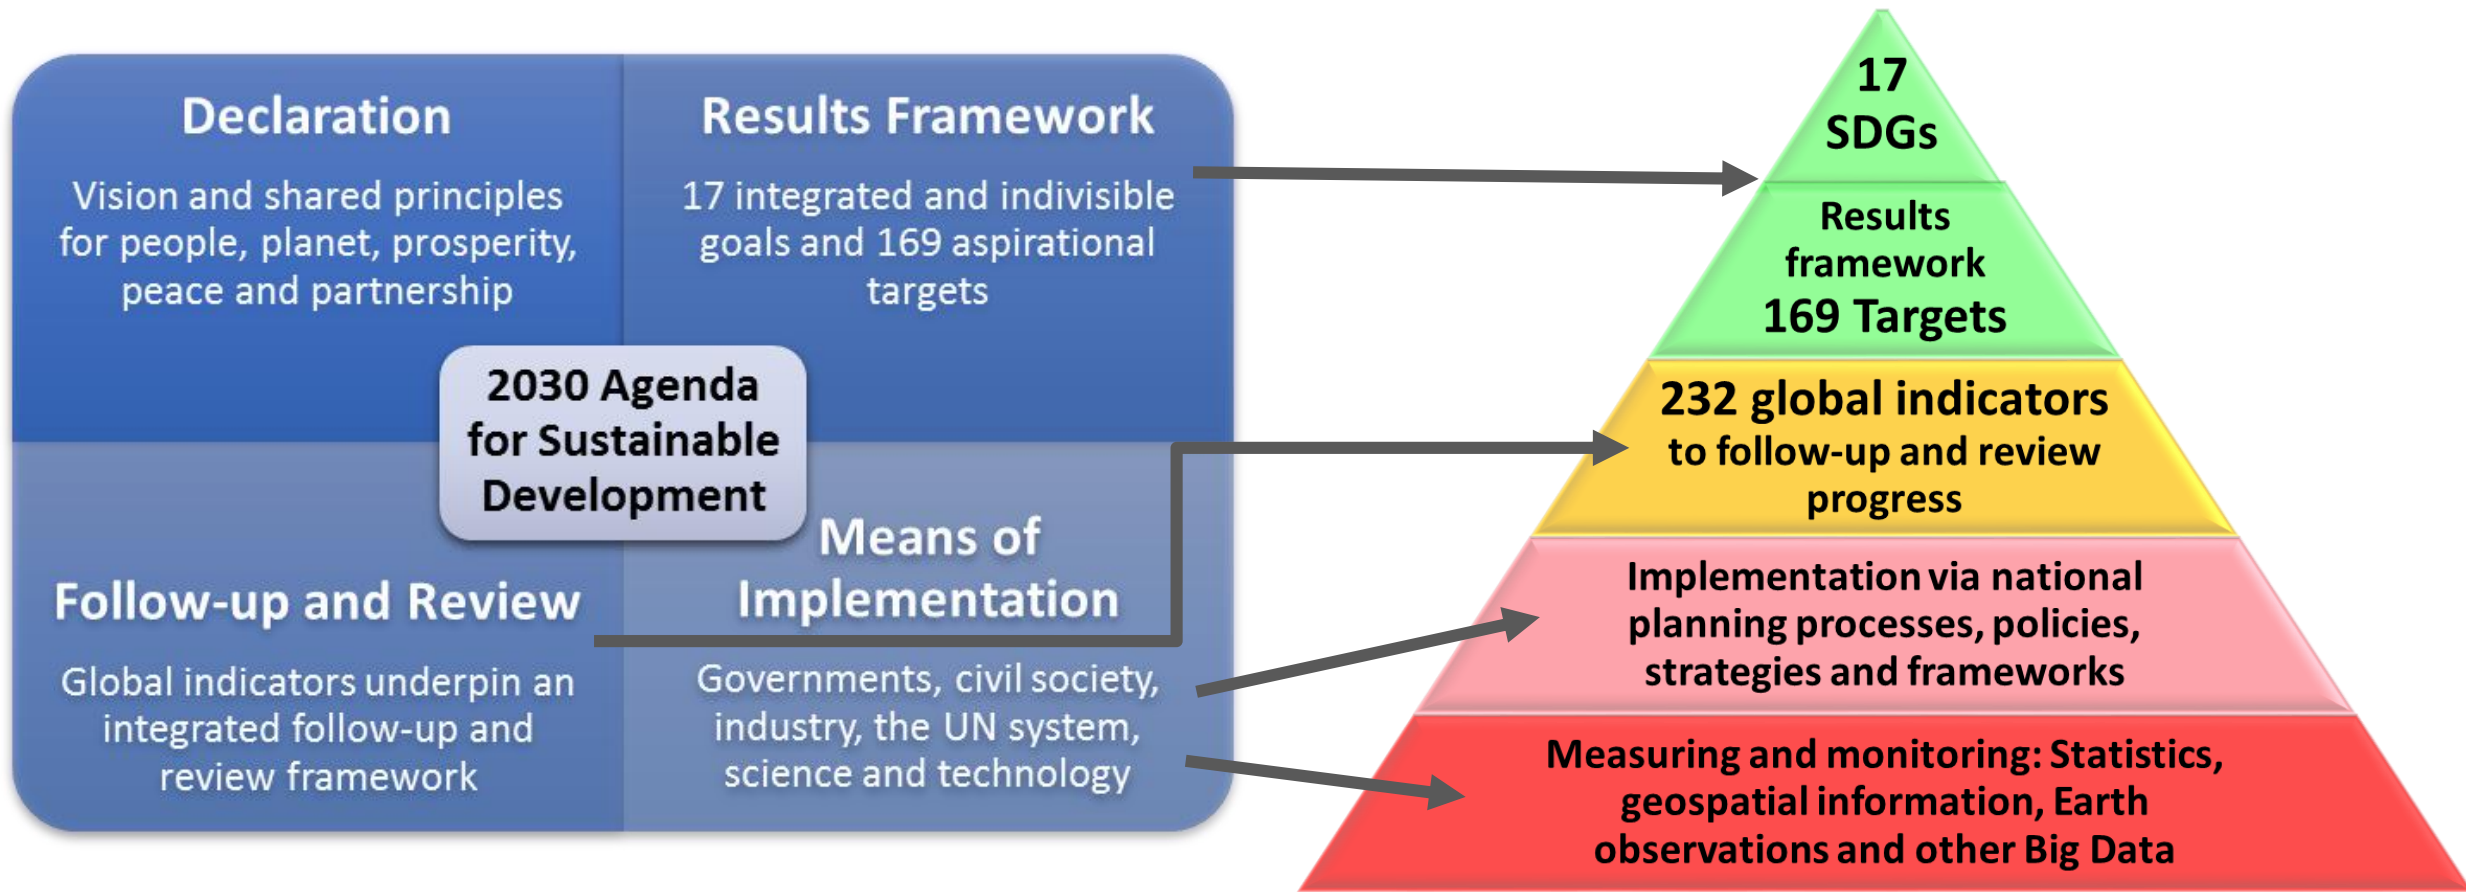 Declaration
Vision and shared principles
for people, planet, prosperity,
peace and partnership
Results Framework
17 integrated and indivisible
goals and 169 aspirational
targets
2030 Agenda
for Sustainable
Development
Follow-up and Review
Global indicators underpin an
integrated follow-up and
review framework
Means of
Implementation
Governments, civil society,
industry, the UN system,
science and technology
17
SDGs
Results
framework
169 Targets
232 global indicators
to follow-up and review
progress
Implementation via national
planning processes, policies,
strategies and frameworks
Measuring and monitoring: Statistics,
geospatial information, Earth
observations and other Big Data